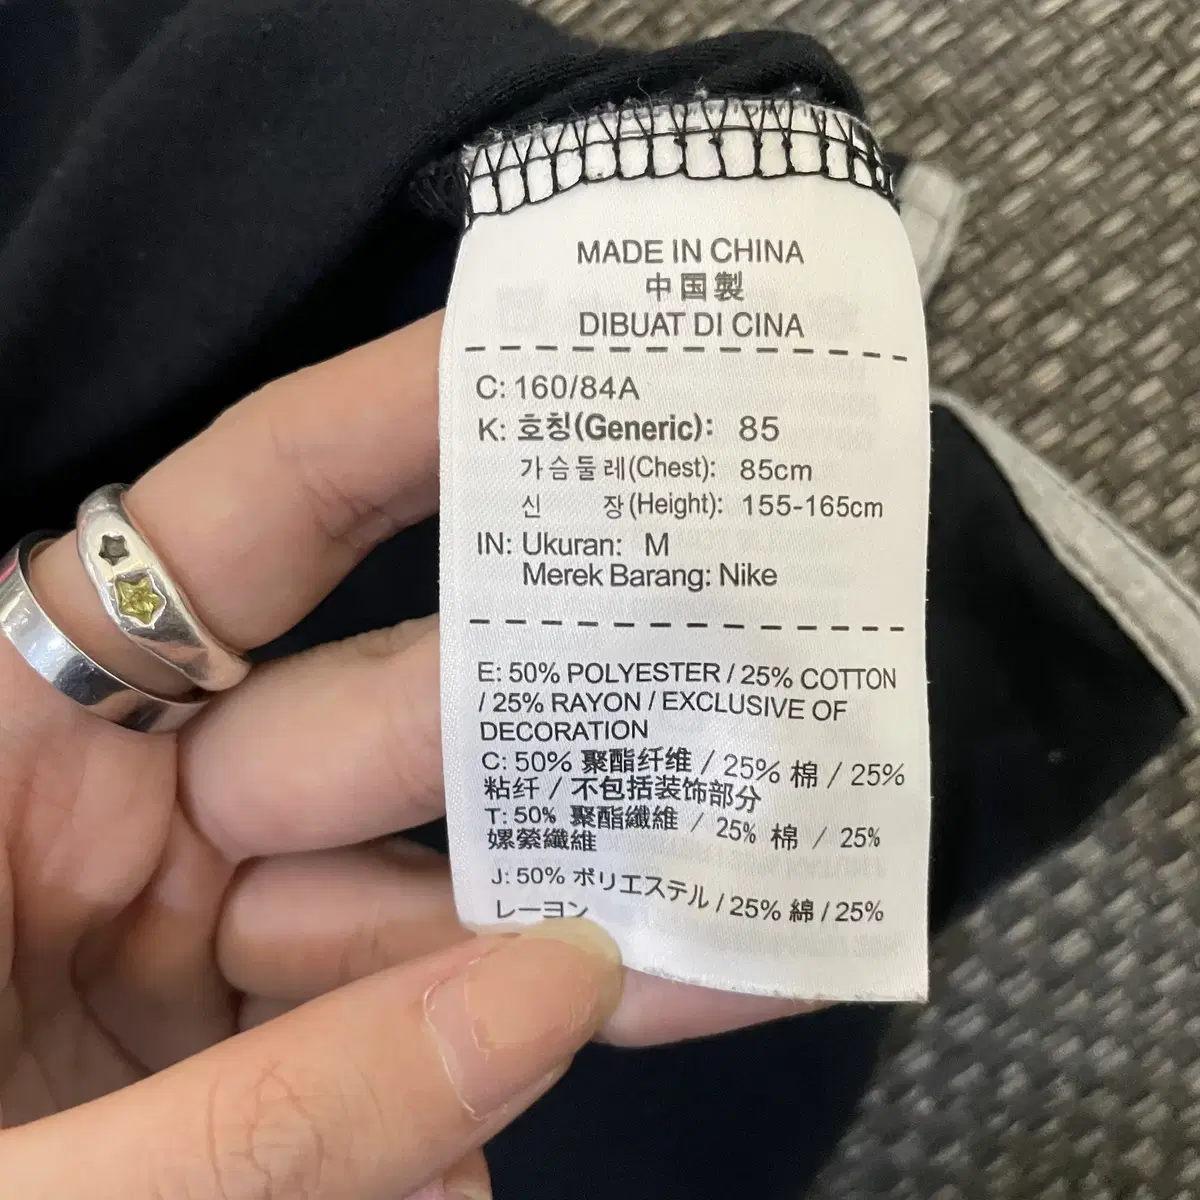 MADE IN CHINA
中国製
DIBUAT DI CINA
C: 160/84A
K: 호칭(Generic): 85
가슴둘레(Chest): 85cm
신 장(Height): 155-165cm
IN: Ukuran: M
Merek Barang: Nike
E: 50% POLYESTER / 25% COTTON
/ 25% RAYON / EXCLUSIVE OF
DECORATION
C: 50% 聚酯纤维 / 25% 棉 / 25%
粘纤 / 不包括装饰部分
T: 50% 聚酯纖維 / 25% 棉 / 25%
嫘縈纖維
J: 50% ポリエステル / 25% 綿 / 25%
レーヨン